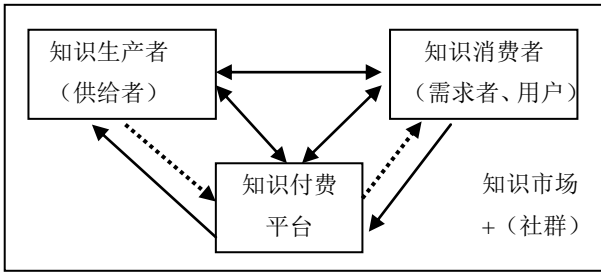 知识生产者
（供给者）
知识消费者
（需求者、用户）
知识付费
平台
知识市场
+（社群）